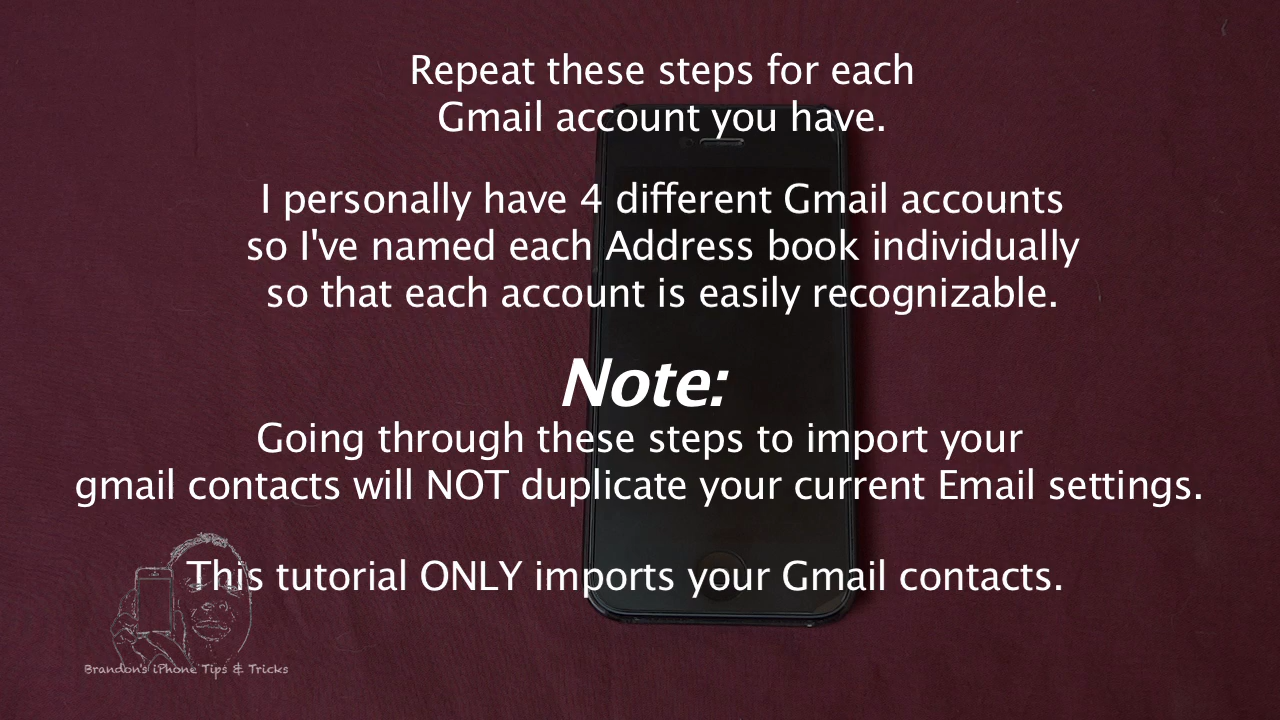 Repeat these steps for each
Gmail account you have.
I personally have 4 different Gmail accounts
so I've named each Address book individually
so that each account is easily recognizable.
Note:
Going through these steps to import your
gmail contacts will NOT duplicate your current Email settings.
This tutorial ONLY imports your Gmail contacts.
Brandon's iPhone Tips & Tricks